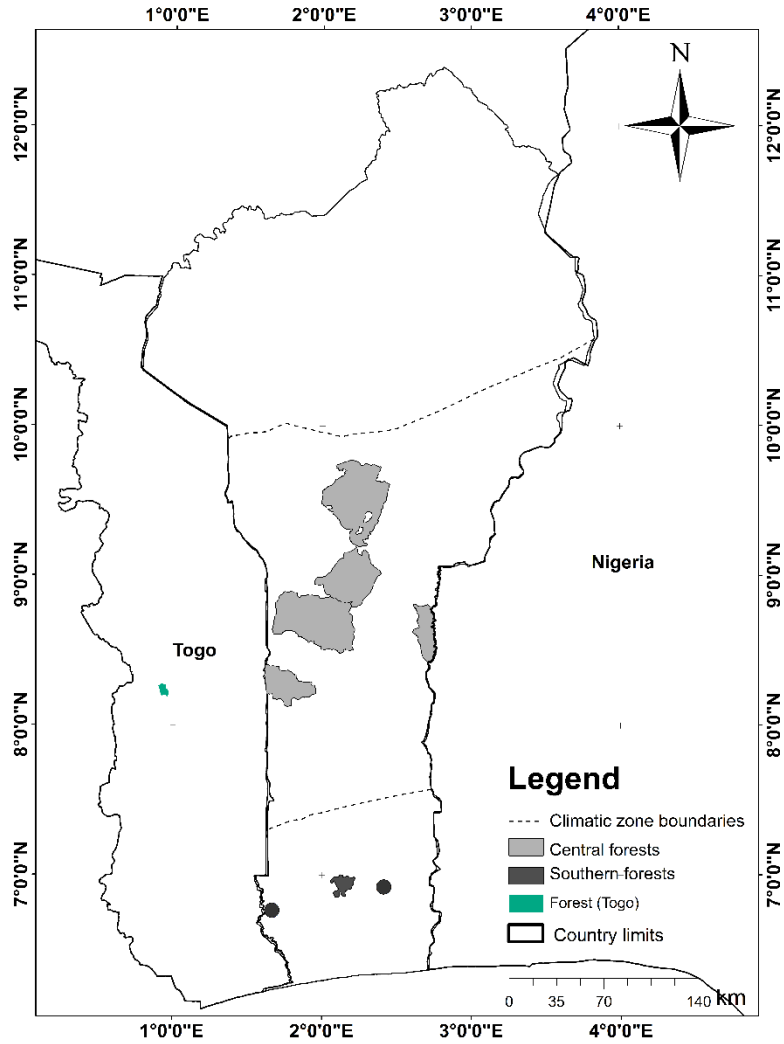 1°0'0"E 2°0'0"E 3°0'0"E 4°0'0"E
N
12°0'0"N 12°0'0"N
11°0'0"N 11°0'0"N
10°0'0"N 10°0'0"N
9°0'0"N 9°0'0"N
Nigeria
Togo
8°0'0"N 8°0'0"N
Legend
Climatic zone boundaries
Central forests
Southern-forests
Forest (Togo)
Country limits
7°0'0"N 7°0'0"N
0 35 70 140 km
1°0'0"E 2°0'0"E 3°0'0"E 4°0'0"E